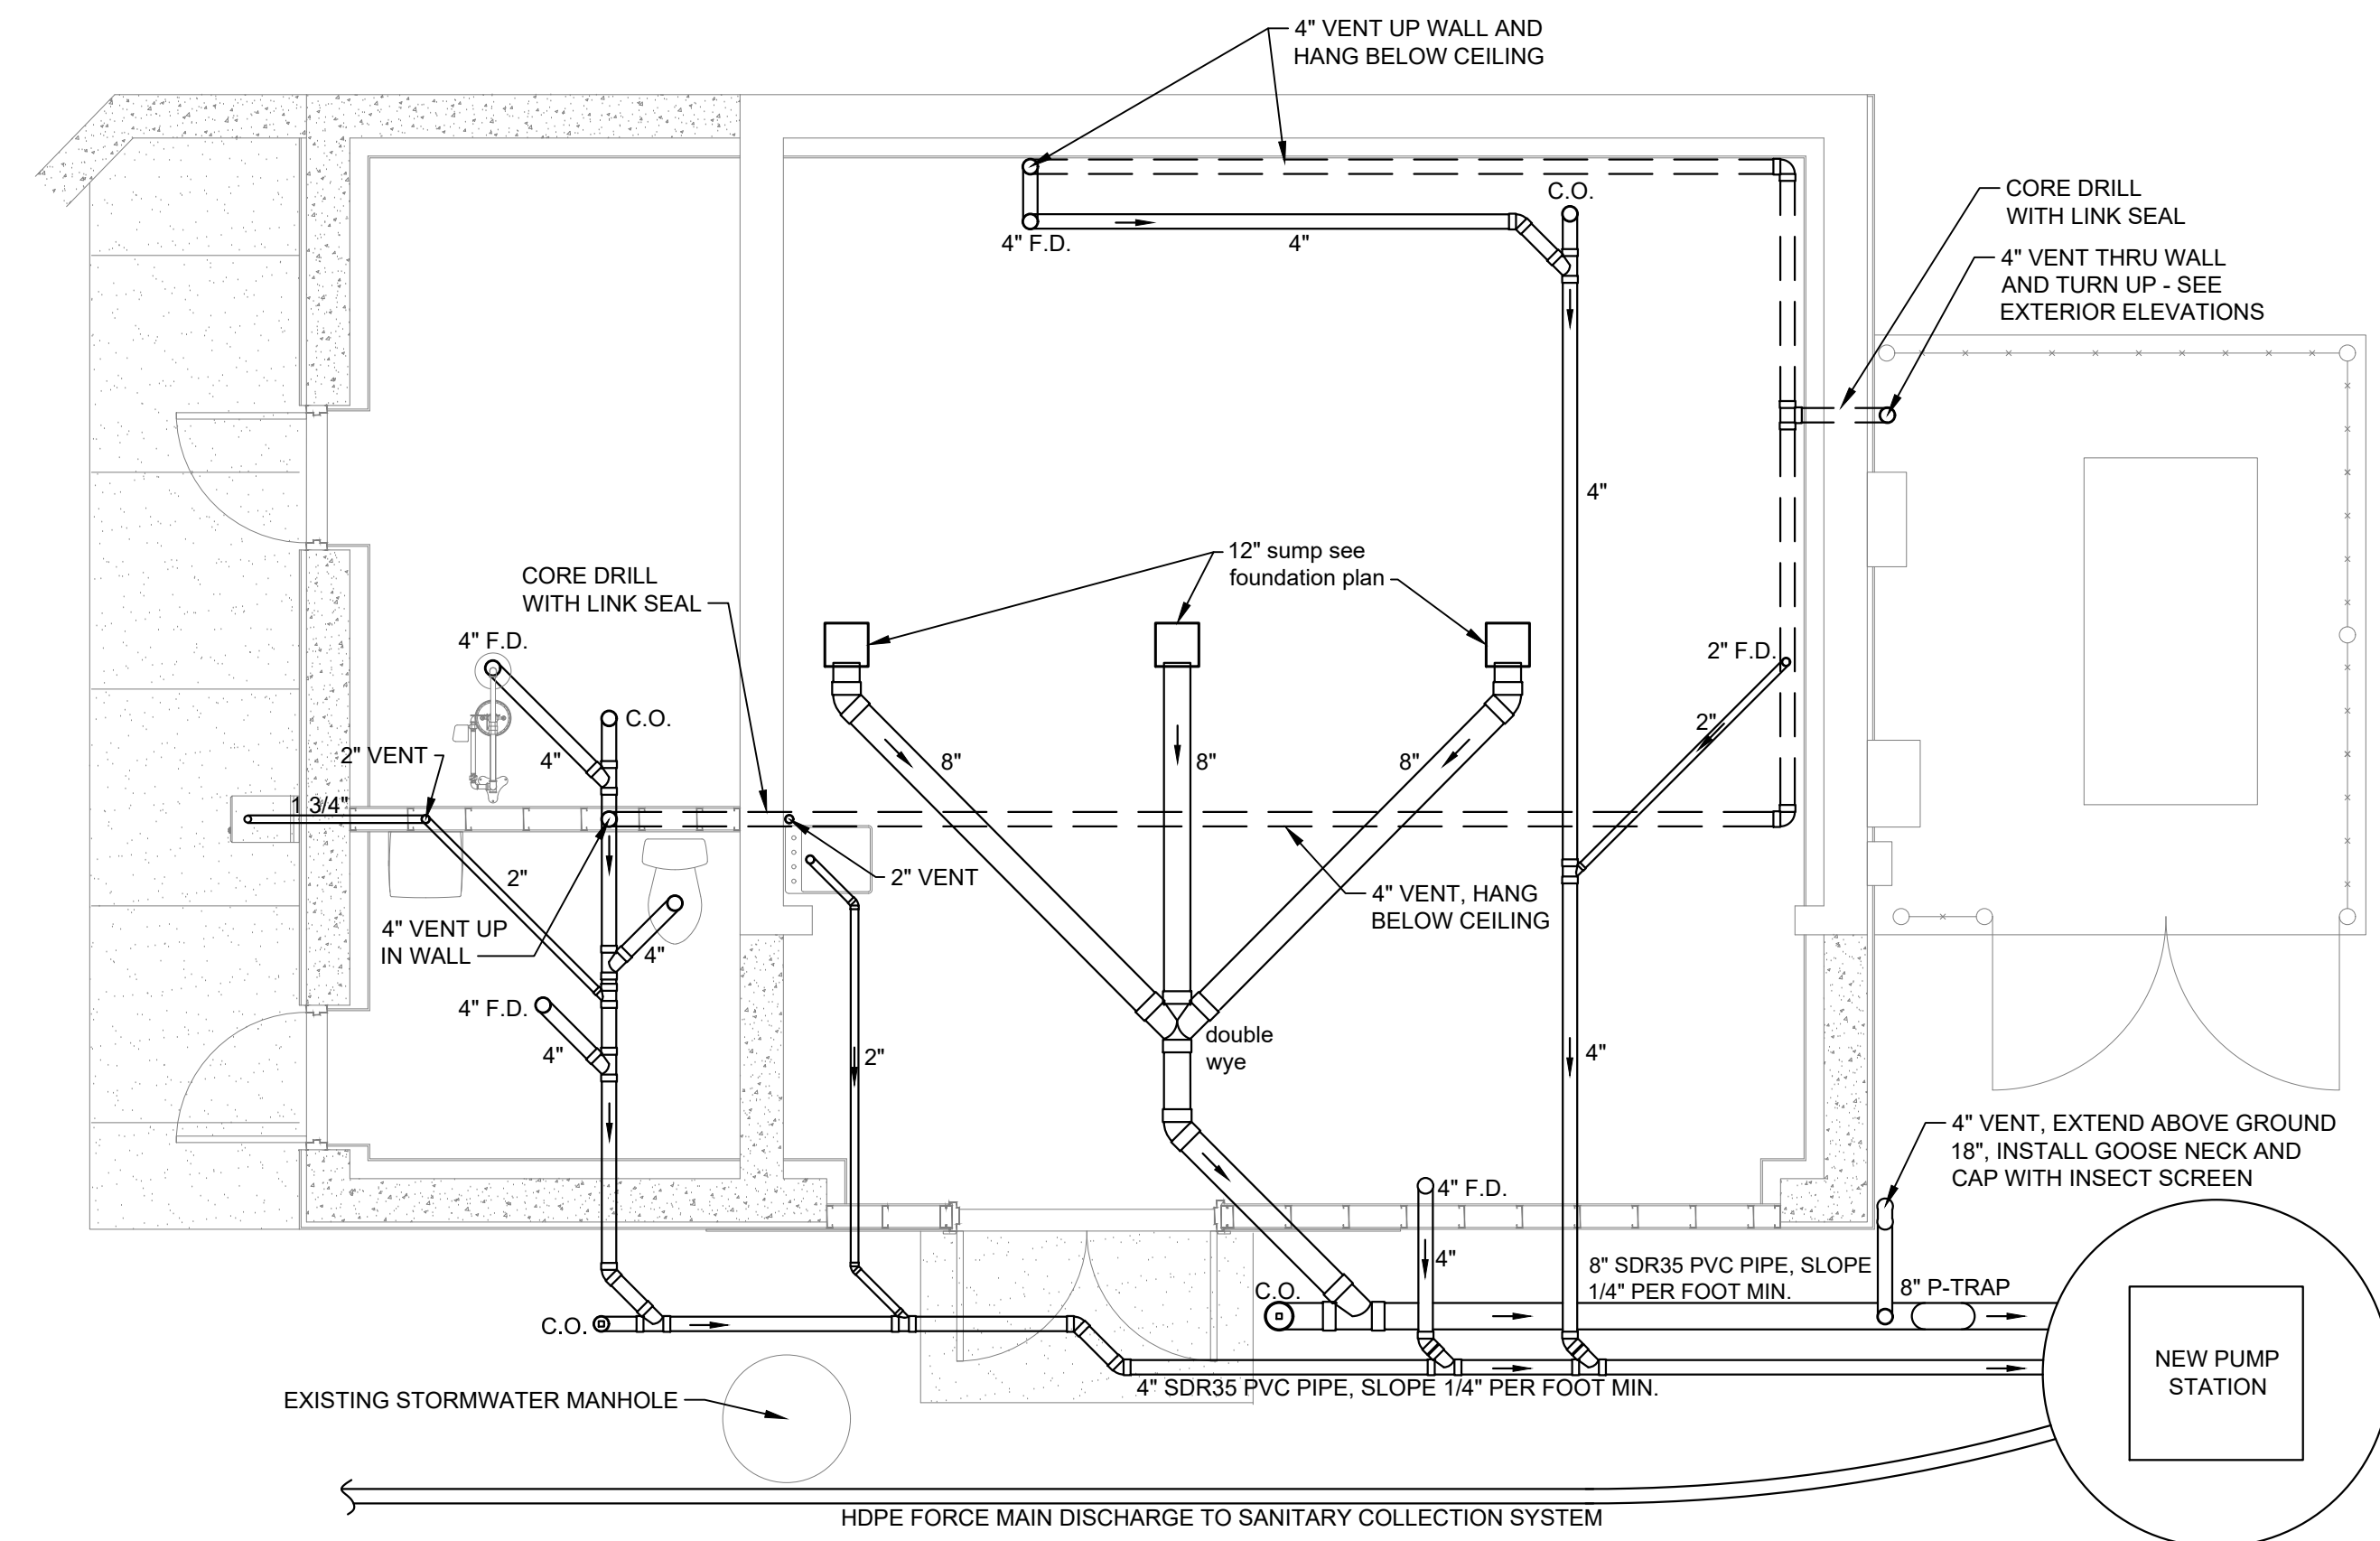 4" VENT UP WALL AND
HANG BELOW CEILING
CORE DRILL
WITH LINK SEAL
C.O.
4" F.D.
4"
4" VENT THRU WALL
AND TURN UP - SEE
EXTERIOR ELEVATIONS
4"
12" sump see
foundation plan
CORE DRILL
WITH LINK SEAL
4" F.D.
2" F.D.
C.O.
2"
2" VENT
4"
8"
8"
8"
1 3/4"
2"
2" VENT
4" VENT, HANG
BELOW CEILING
4" VENT UP
IN WALL
4"
4" F.D.
4"
2"
double
wye
4"
4" VENT, EXTEND ABOVE GROUND
18", INSTALL GOOSE NECK AND
CAP WITH INSECT SCREEN
4" F.D.
4"
8" SDR35 PVC PIPE, SLOPE
1/4" PER FOOT MIN.
8" P-TRAP
C.O.
C.O.
NEW PUMP
STATION
4" SDR35 PVC PIPE, SLOPE 1/4" PER FOOT MIN.
EXISTING STORMWATER MANHOLE
HDPE FORCE MAIN DISCHARGE TO SANITARY COLLECTION SYSTEM